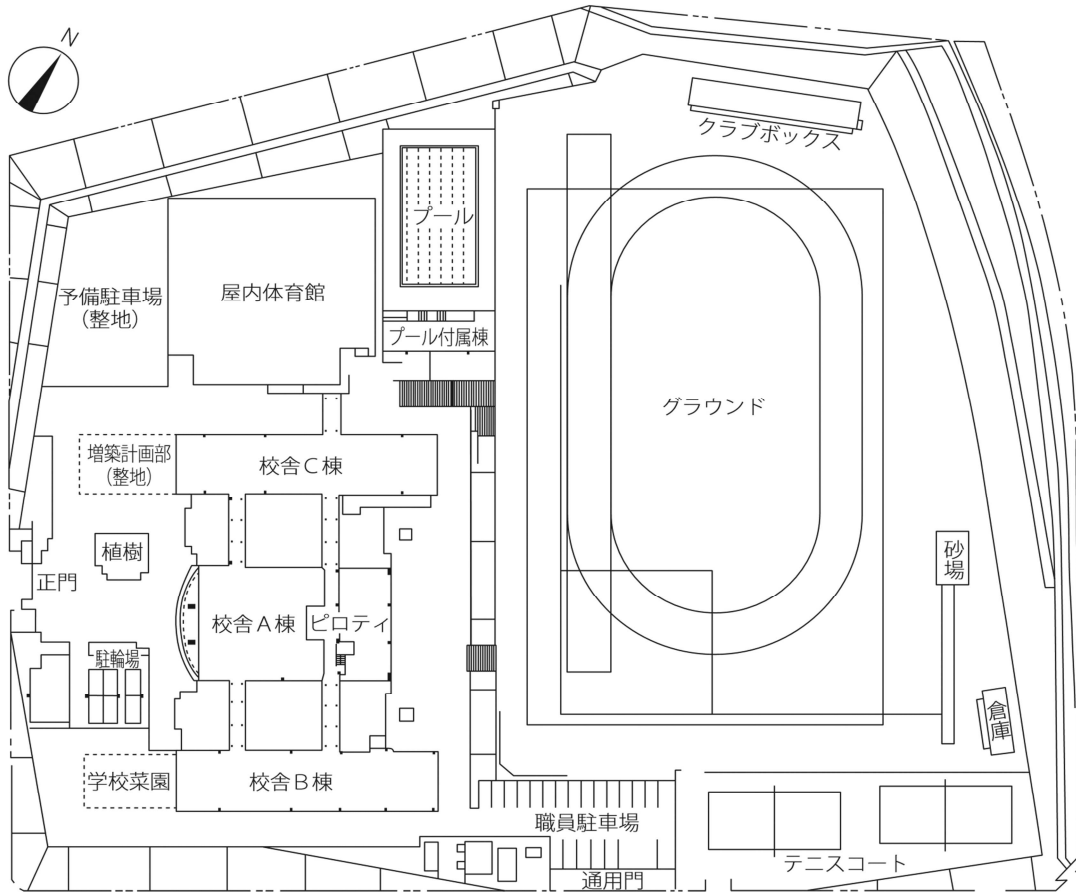 N
クラブボックス
プール
予備駐車場
(整地)
屋内体育館
プール付属棟
グラウンド
増築計画部
(整地)
校舎C棟
植樹
正門
砂場
校舎A棟
ピロティ
駐輪場
倉庫
学校菜園
校舎B棟
職員駐車場
テニスコート
通用門